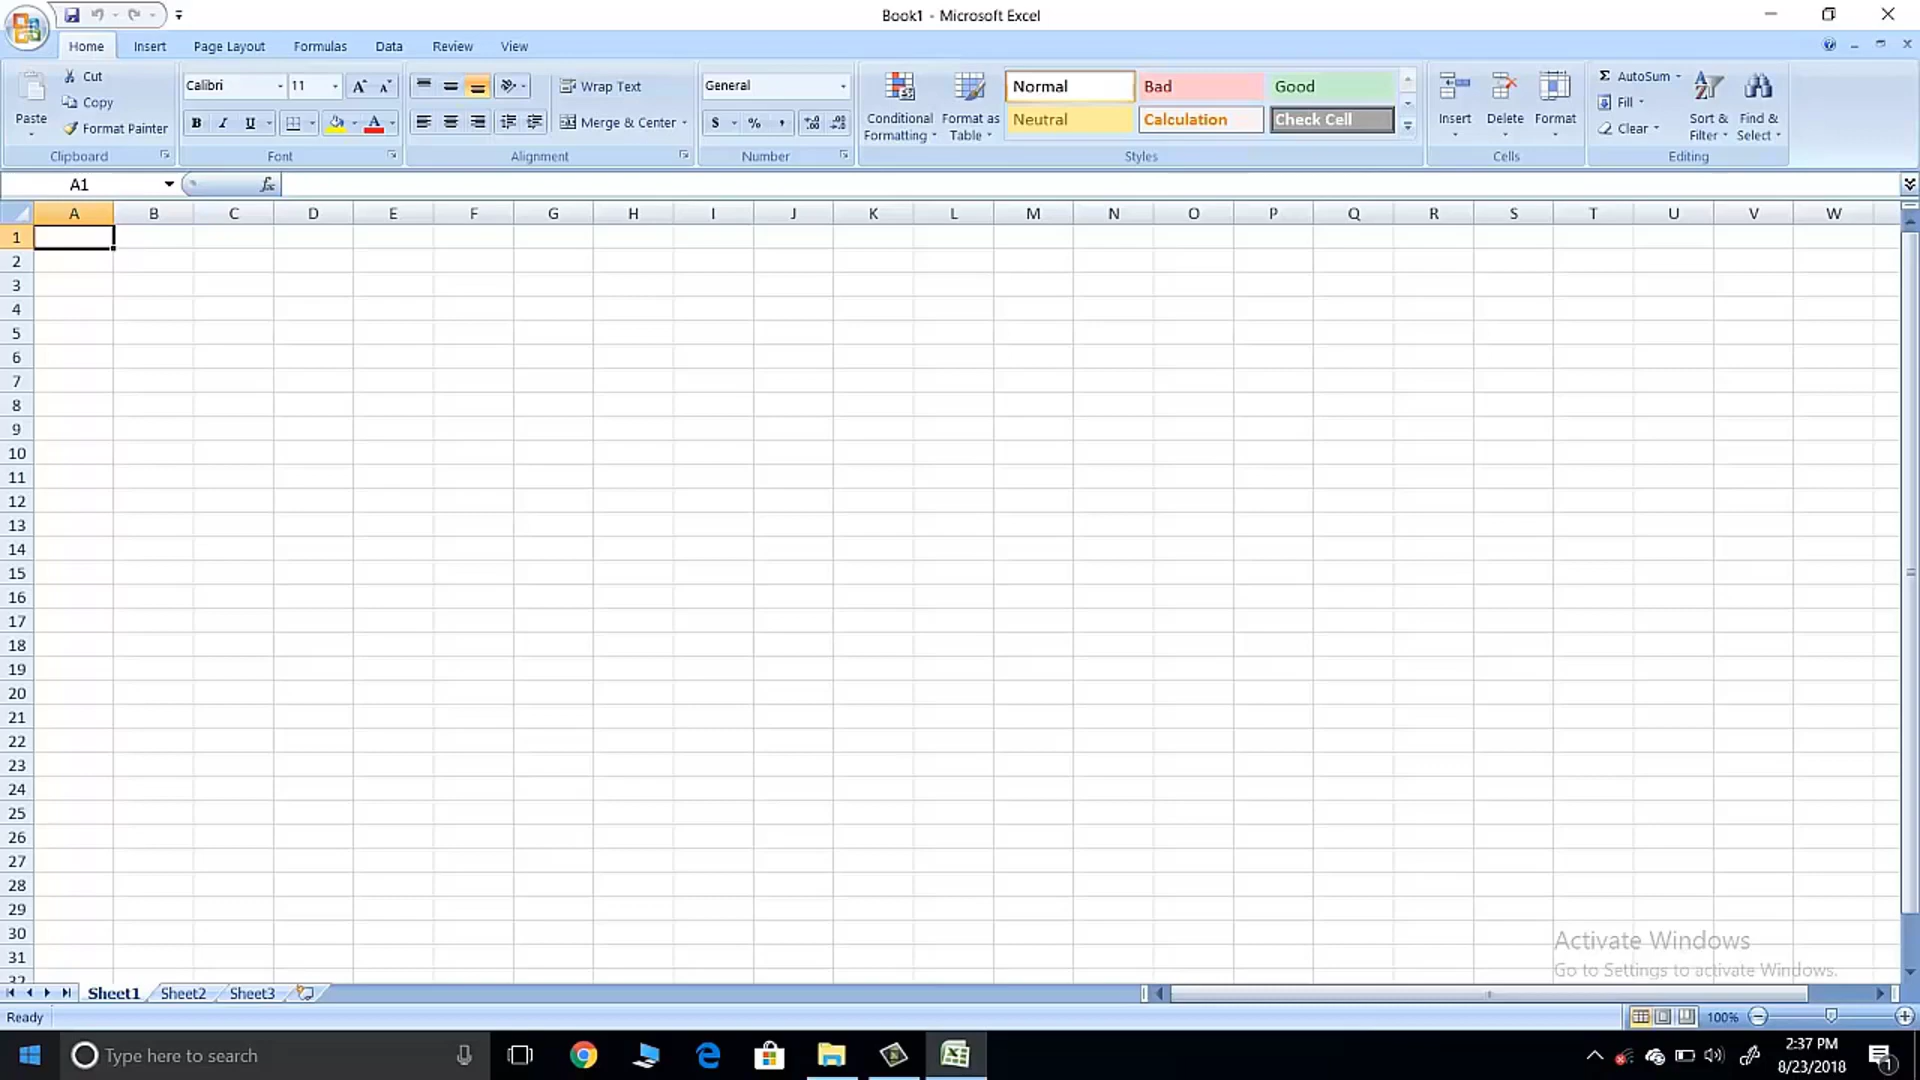 Book1 - Microsoft Excel
Home Insert Page Layout Formulas Data Review View
Paste
Cut
Copy
Format Painter
Clipboard
Calibri 11
B I U
Font
Wrap Text
Merge & Center
Alignment
General
$ % ,
Number
Conditional Formatting
Format as Table
Normal Bad Good
Neutral Calculation Check Cell
Styles
Insert Delete Format
Cells
Σ AutoSum
Fill
Clear
Sort & Filter
Find & Select
Editing
A1 fx
A B C D E F G H I J K L M N O P Q R S T U V W
1
2
3
4
5
6
7
8
9
10
11
12
13
14
15
16
17
18
19
20
21
22
23
24
25
26
27
28
29
30
31
32
Activate Windows
Go to Settings to activate Windows.
Sheet1 Sheet2 Sheet3
Ready 100%
Type here to search
2:37 PM
8/23/2018
1